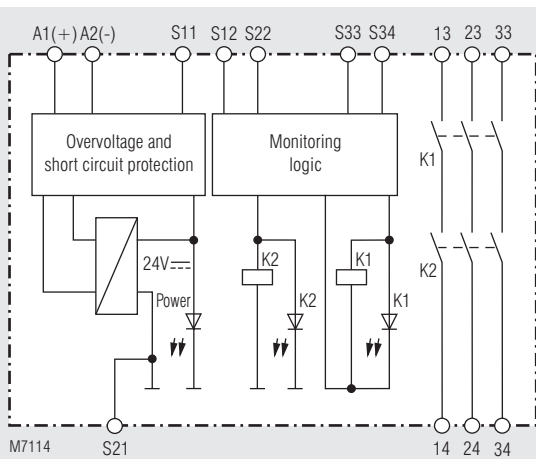 A1(+) A2(-) S11 S12 S22 S33 S34 13 23 33
Overvoltage and
short circuit protection
Monitoring
logic
K1
24V
K2
K1
K2
Power
K2
K1
M7114
S21
14 24 34